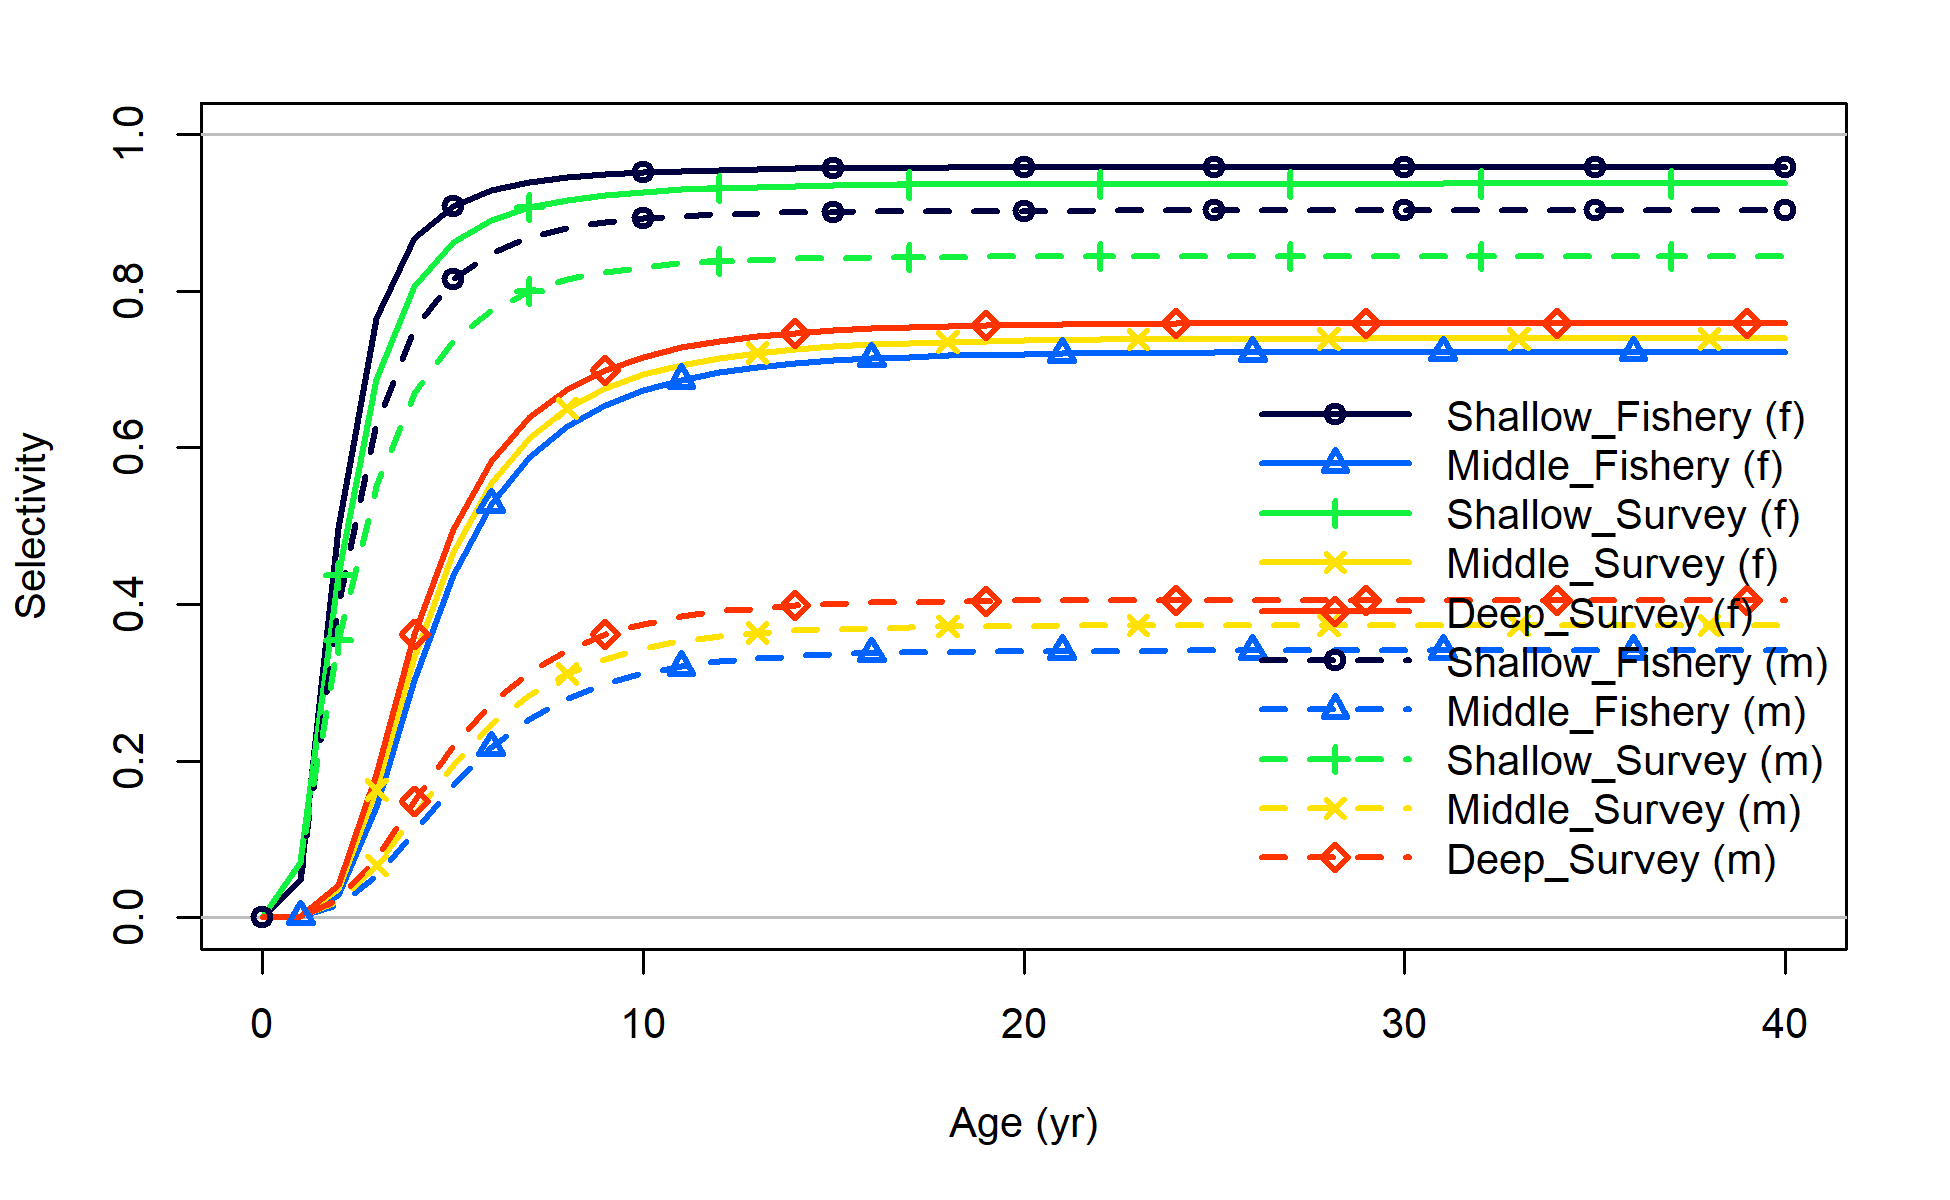 1.0
0.8
0.6
0.4
0.2
0.0
Selectivity
Shallow_Fishery (f)
Middle_Fishery (f)
Shallow_Survey (f)
Middle_Survey (f)
Deep_Survey (f)
Shallow_Fishery (m)
Middle_Fishery (m)
Shallow_Survey (m)
Middle_Survey (m)
Deep_Survey (m)
0 10 20 30 40
Age (yr)